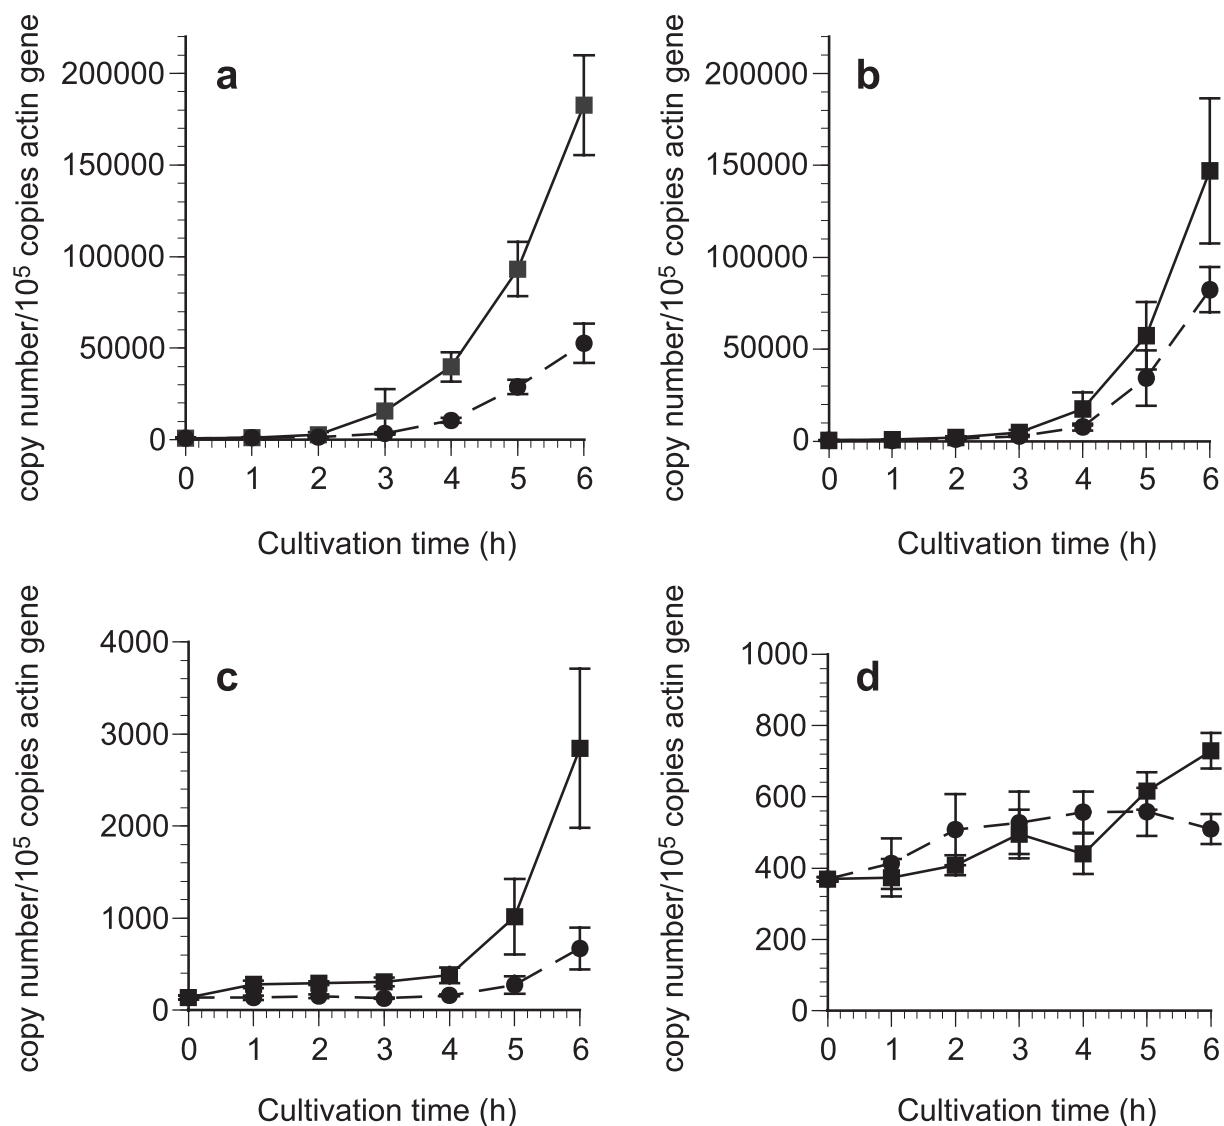 a
copy number/10⁵ copies actin gene
200000
150000
100000
50000
0
0 1 2 3 4 5 6
Cultivation time (h)
b
copy number/10⁵ copies actin gene
200000
150000
100000
50000
0
0 1 2 3 4 5 6
Cultivation time (h)
c
copy number/10⁵ copies actin gene
4000
3000
2000
1000
0
0 1 2 3 4 5 6
Cultivation time (h)
d
copy number/10⁵ copies actin gene
1000
800
600
400
200
0
0 1 2 3 4 5 6
Cultivation time (h)